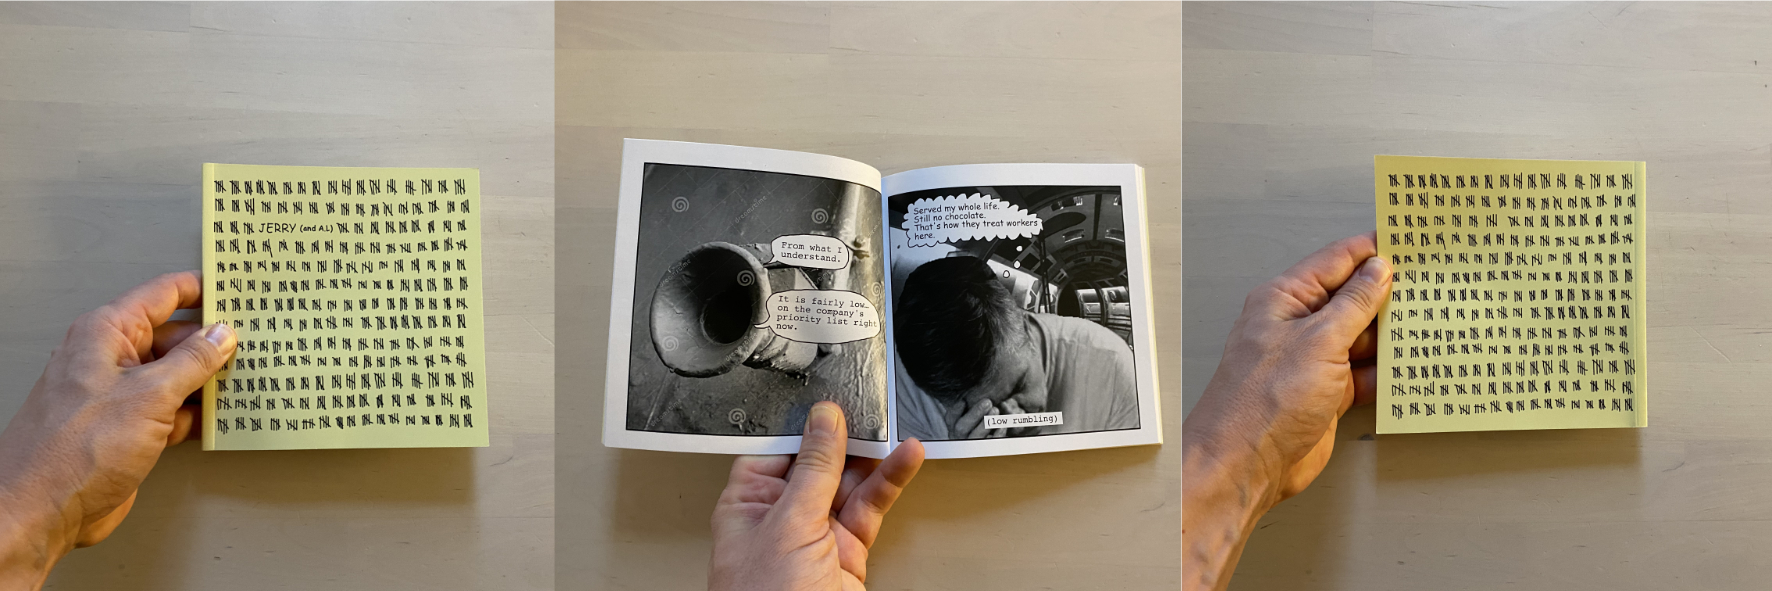 JERRY (and A.L)
From what I
understand.
It is fairly low
on the company's
priority list right
now.
Served my whole life.
Still no chocolate.
That's how they treat workers
here.
(low rumbling)